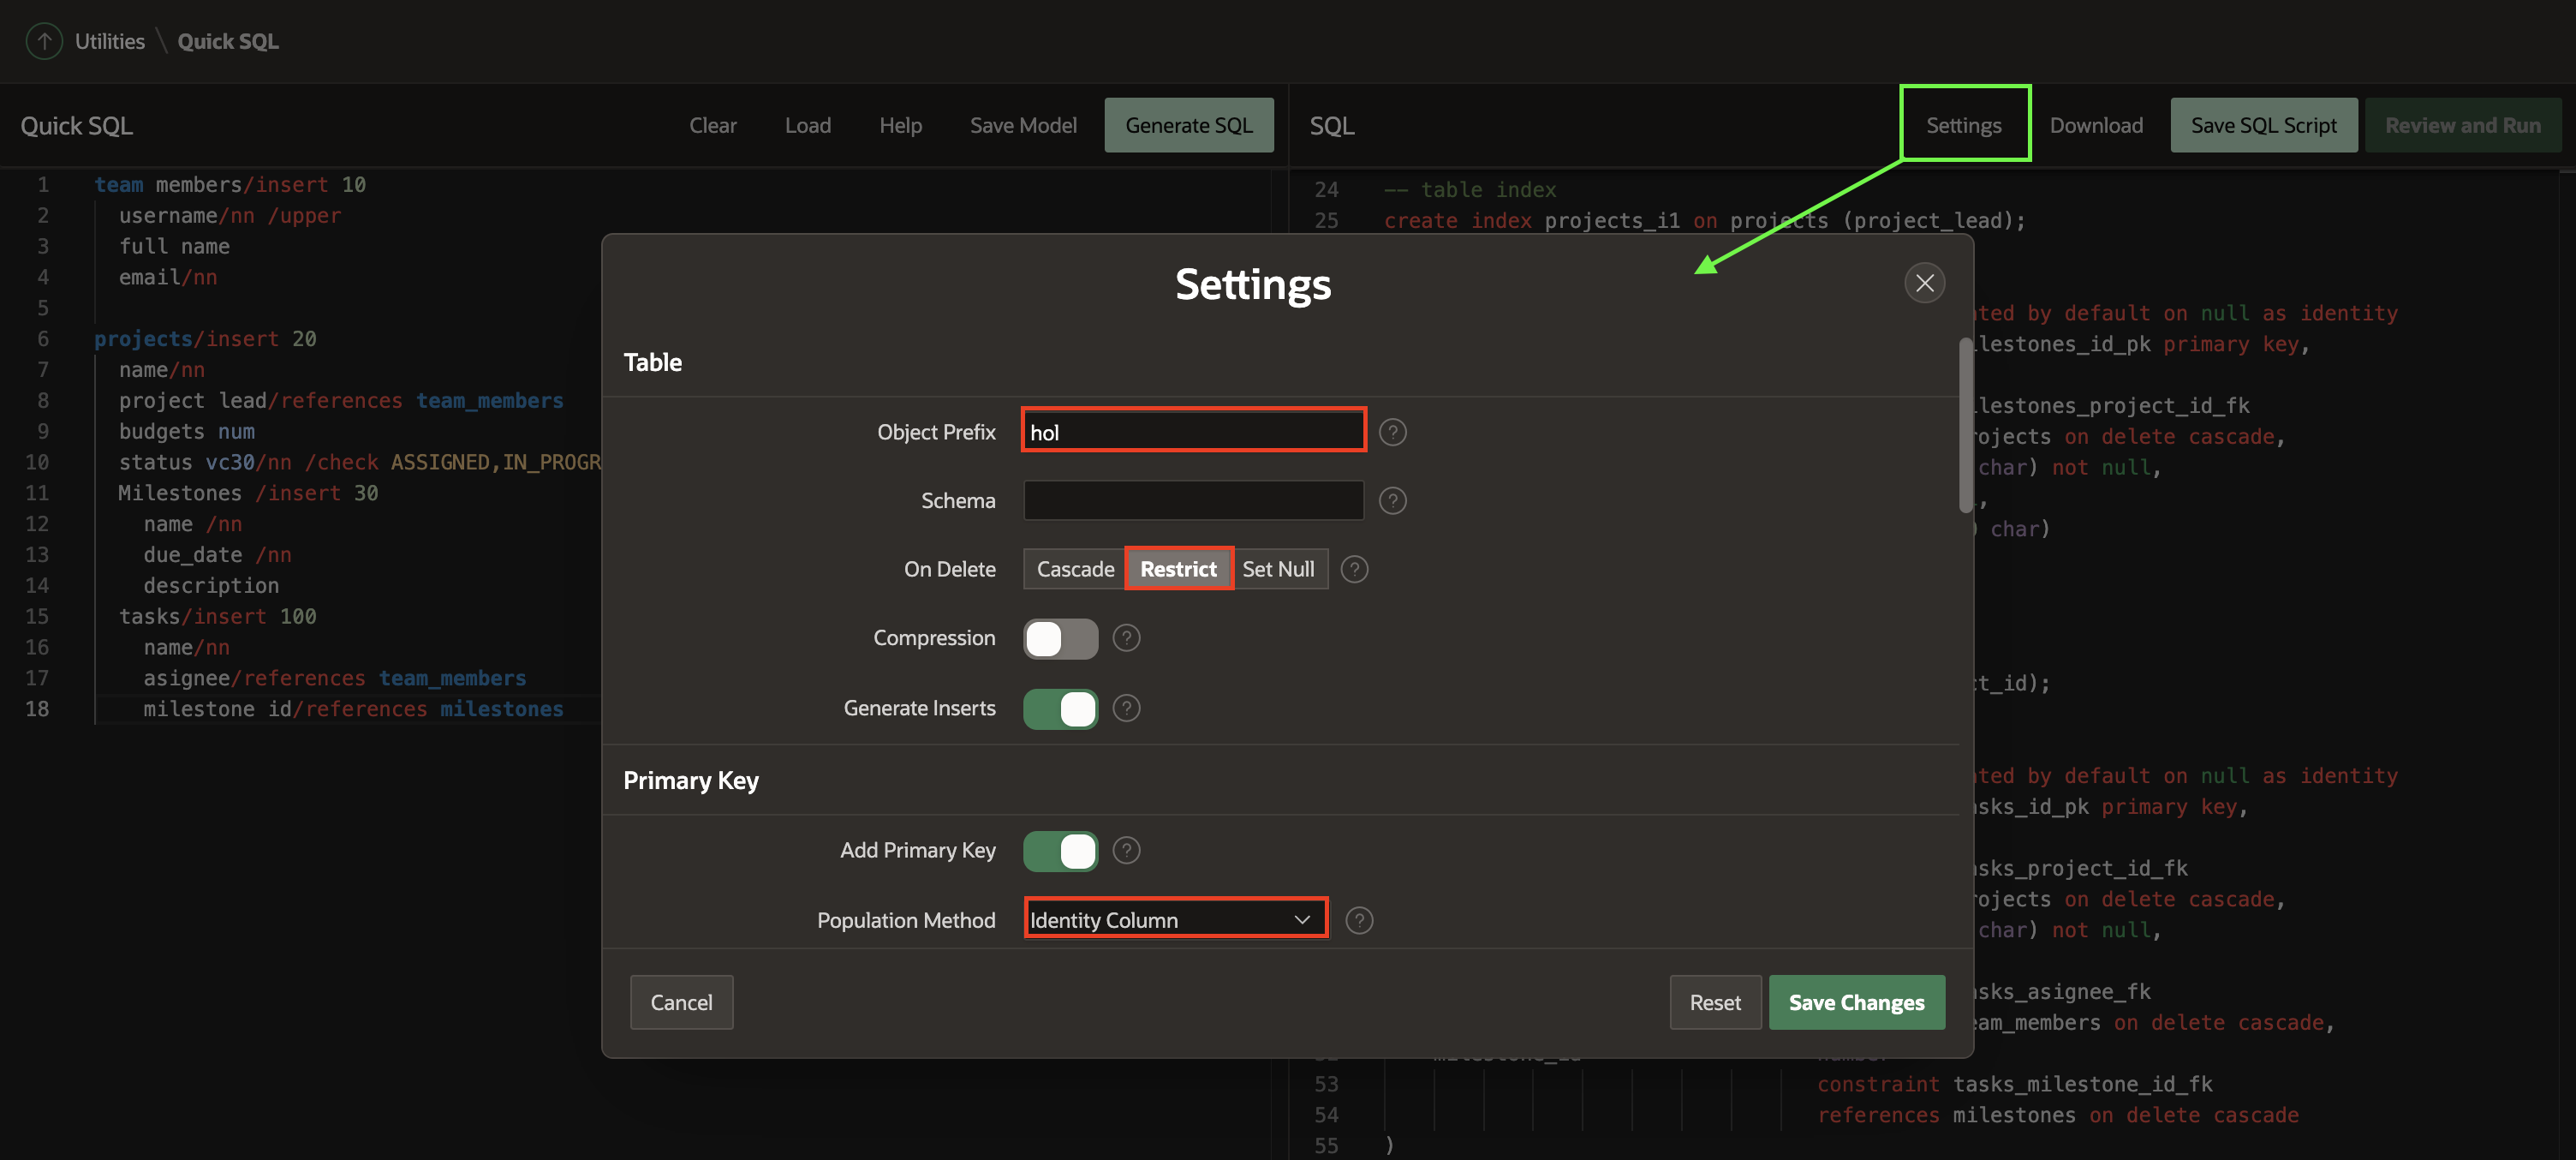 Utilities \ Quick SQL
Quick SQL
Clear Load Help Save Model Generate SQL
SQL
Settings Download Save SQL Script Review and Run
1 team members/insert 10
2 username/nn /upper
3 full name
4 email/nn
5
6 projects/insert 20
7 name/nn
8 project lead/references team_members
9 budgets num
10 status vc30/nn /check ASSIGNED,IN_PROGR
11 Milestones /insert 30
12 name /nn
13 due_date /nn
14 description
15 tasks/insert 100
16 name/nn
17 asignee/references team_members
18 milestone id/references milestones
24 -- table index
25 create index projects_i1 on projects (project_lead);
Settings
Table
Object Prefix hol
Schema
On Delete Cascade Restrict Set Null
Compression
Generate Inserts
Primary Key
Add Primary Key
Population Method Identity Column
Cancel Reset Save Changes
by default on null as identity
lestones_id_pk primary key,
lestones_project_id_fk
rojects on delete cascade,
char) not null,
,
char)
t_id);
by default on null as identity
sks_id_pk primary key,
sks_project_id_fk
rojects on delete cascade,
char) not null,
sks_asignee_fk
am_members on delete cascade,
53 constraint tasks_milestone_id_fk
54 references milestones on delete cascade
55 )